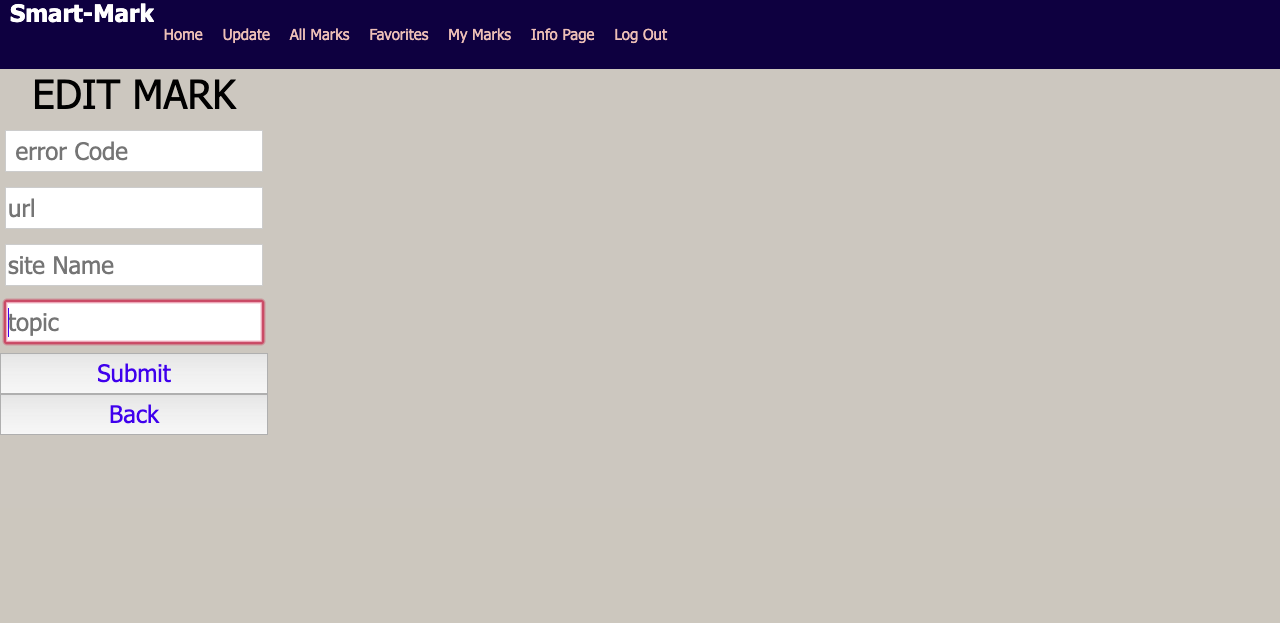 Smart-Mark
Home Update All Marks Favorites My Marks Info Page Log Out
EDIT MARK
error Code
url
site Name
topic
Submit
Back